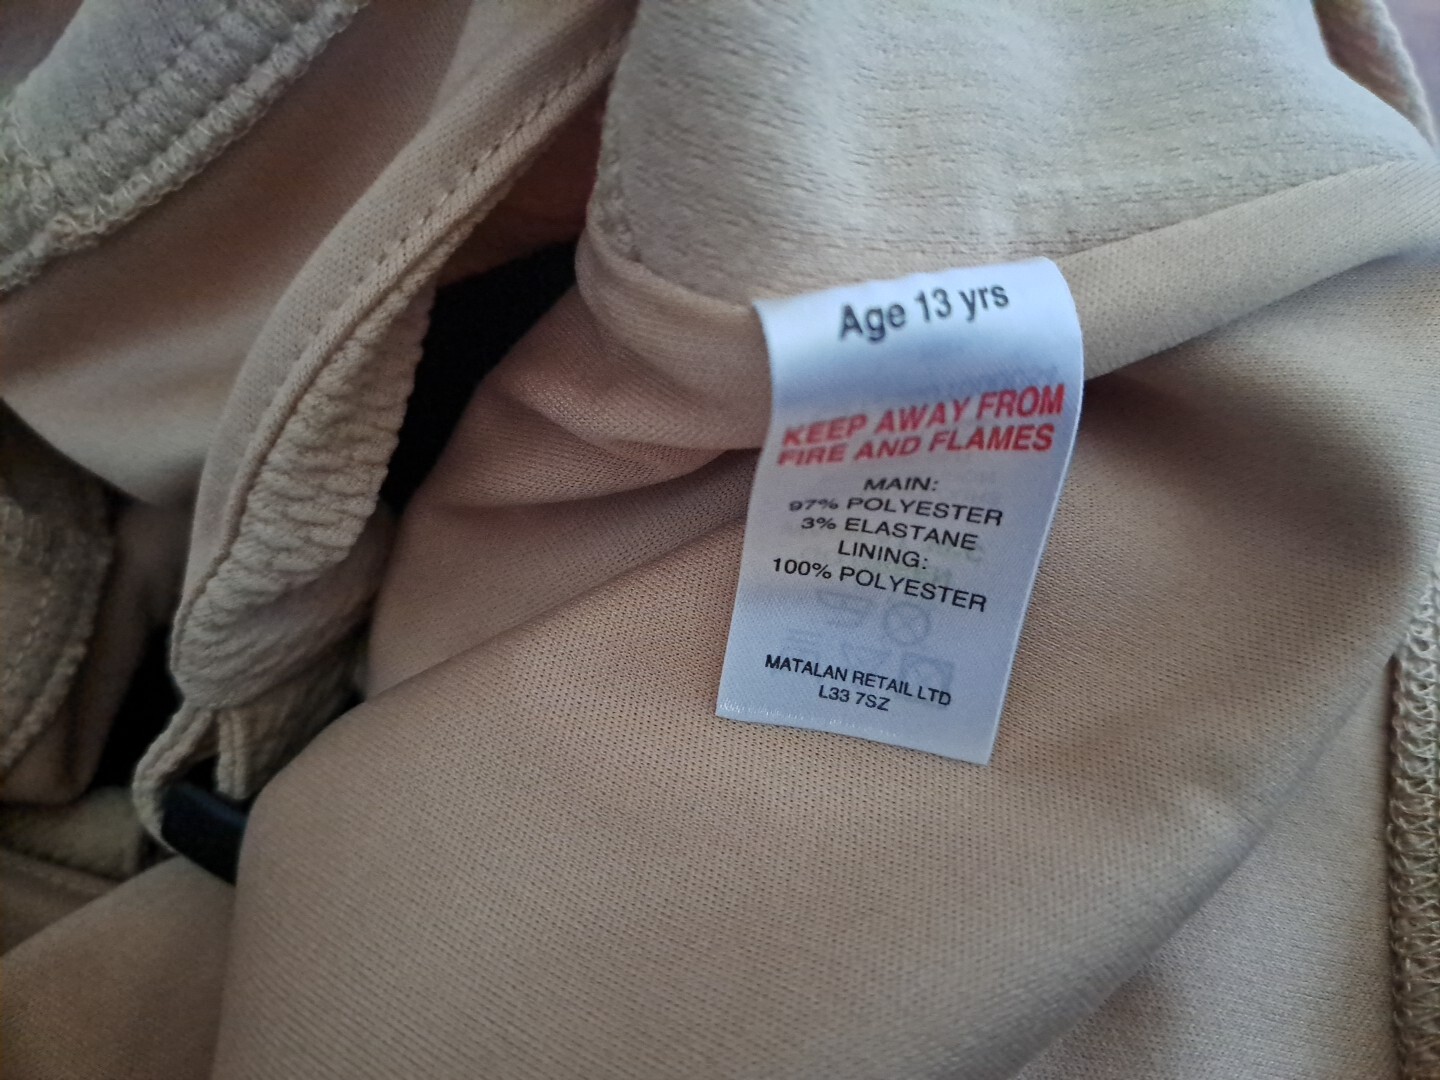 Age 13 yrs
KEEP AWAY FROM
FIRE AND FLAMES
MAIN:
97% POLYESTER
3% ELASTANE
LINING:
100% POLYESTER
MATALAN RETAIL LTD
L33 7SZ